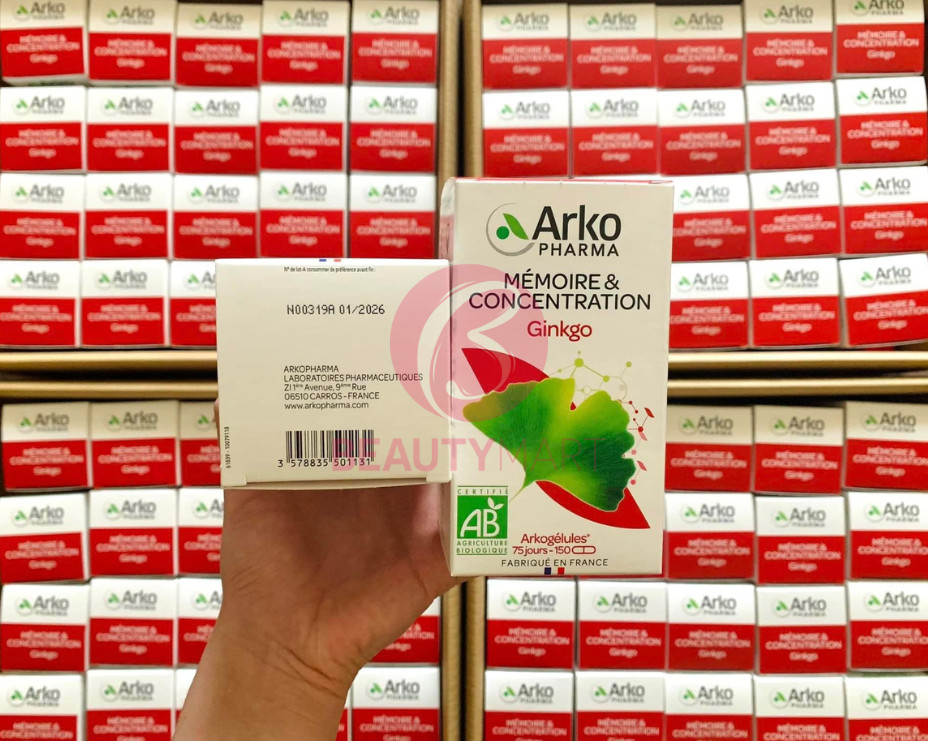 Arko
PHARMA
MÉMOIRE &
CONCENTRATION
Ginkgo
CERTIFIÉ
AB
AGRICULTURE
BIOLOGIQUE
Arkogélules®
75 jours - 150
FABRIQUÉ EN FRANCE
N° de lot-A consommer de préférence avant fin :
N00319A 01/2026
ARKOPHARMA
LABORATOIRES PHARMACEUTIQUES
ZI 1ère Avenue, 9ème Rue
06510 CARROS - FRANCE
www.arkopharma.com
3 578835 501131
BEAUTYMART